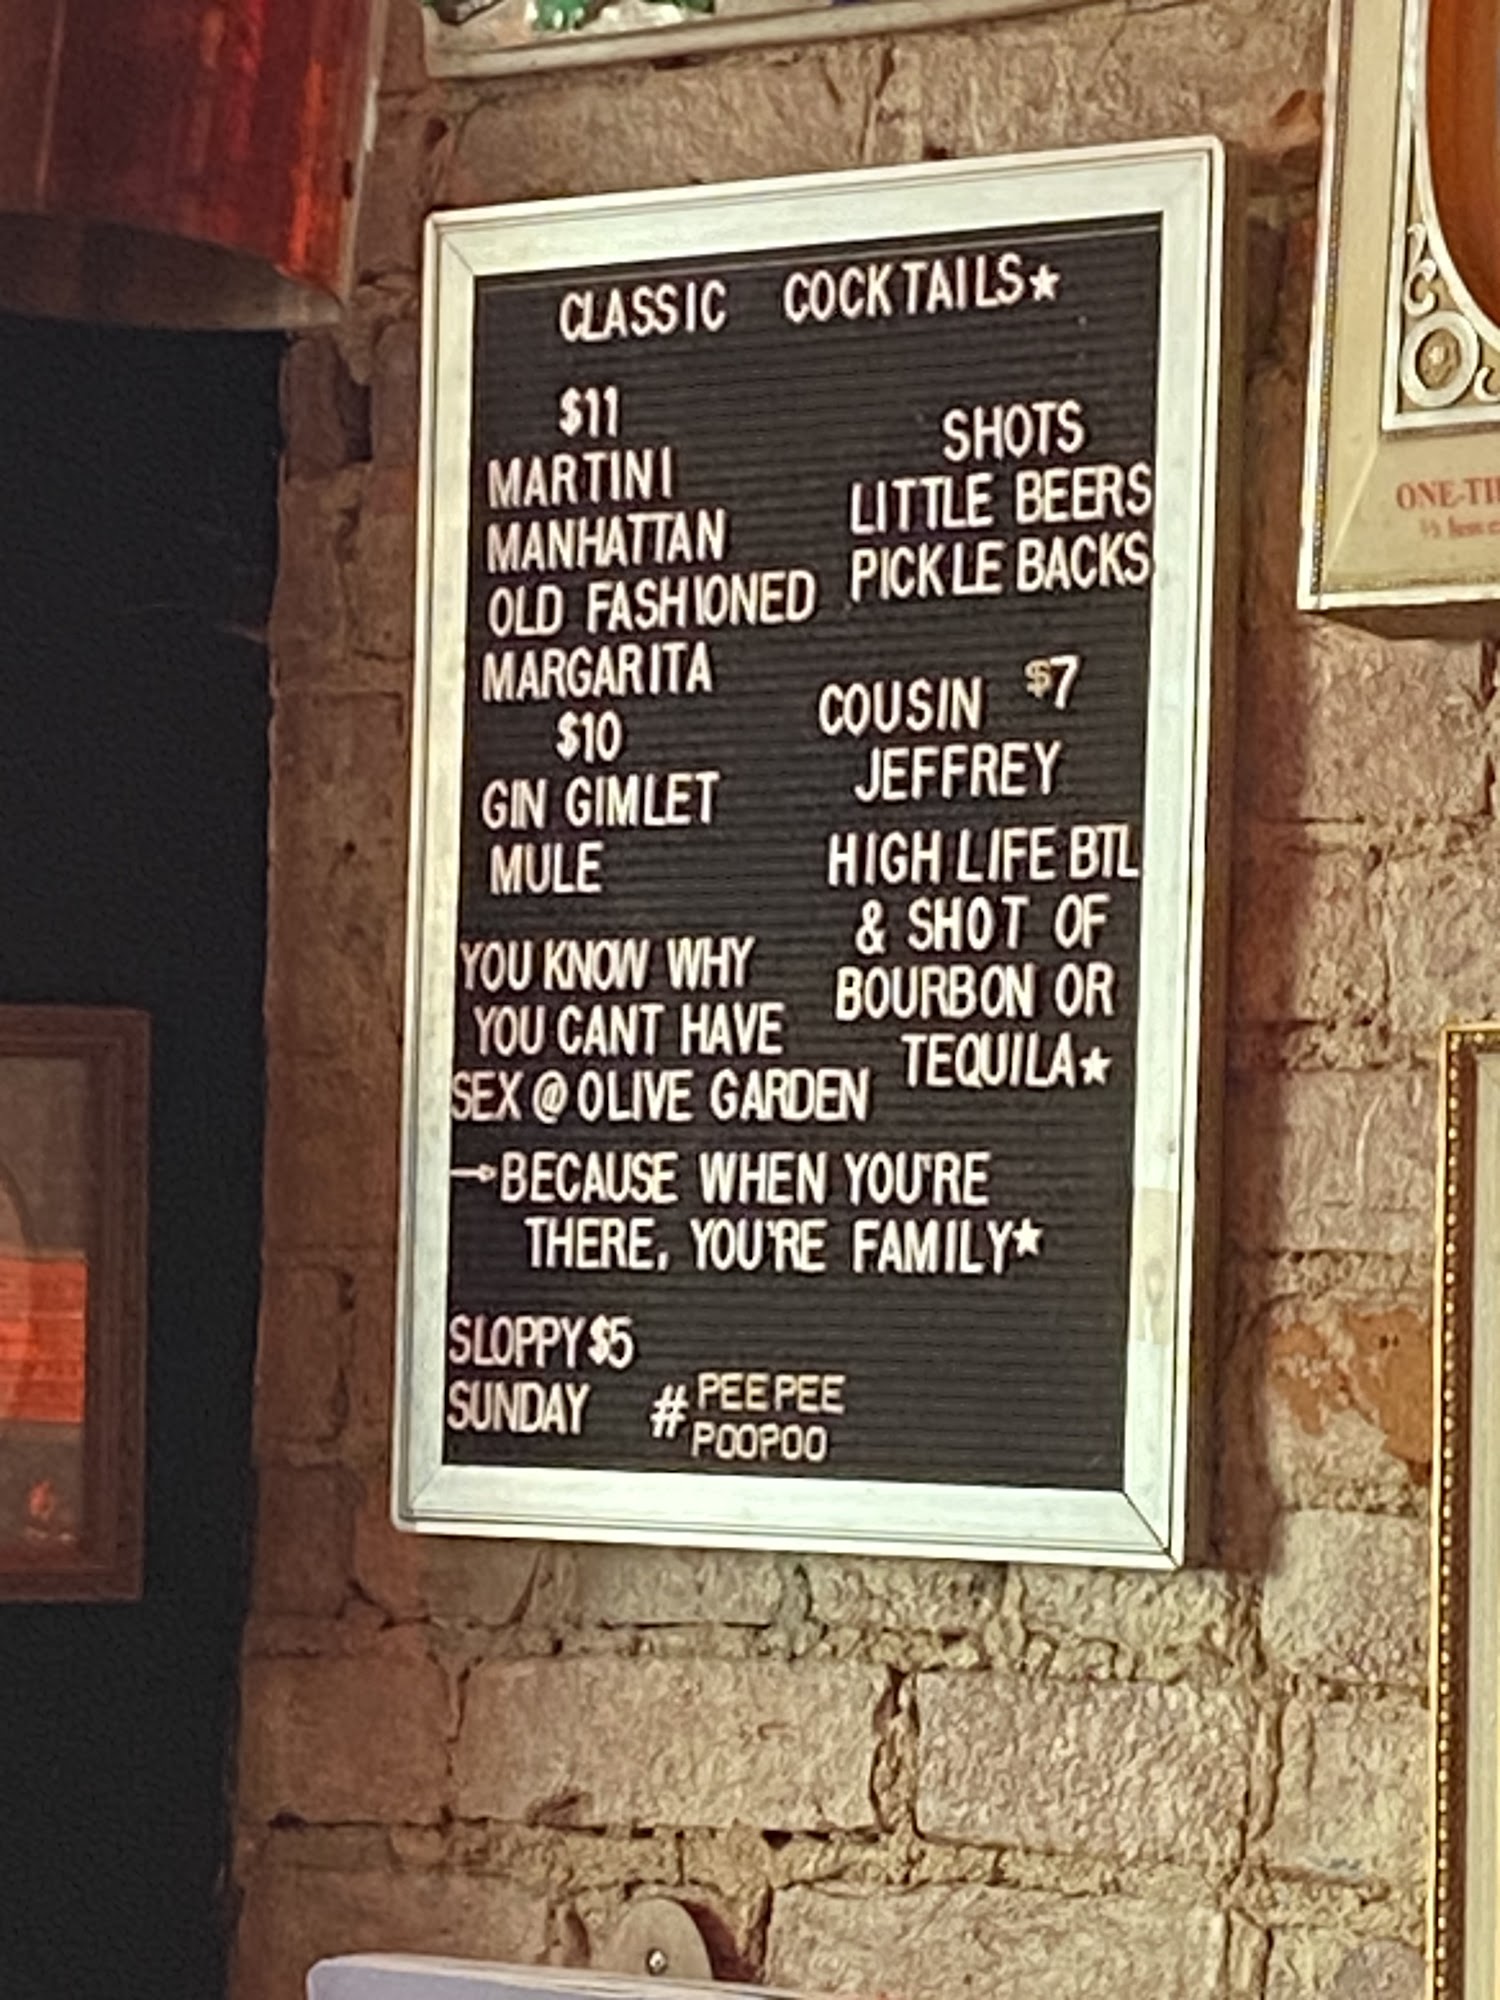 CLASSIC COCKTAILS★
$11
MARTINI
MANHATTAN
OLD FASHIONED
MARGARITA
$10
GIN GIMLET
MULE
SHOTS
LITTLE BEERS
PICKLE BACKS
COUSIN $7
JEFFREY
HIGH LIFE BTL
& SHOT OF
BOURBON OR
TEQUILA★
YOU KNOW WHY
YOU CANT HAVE
SEX @ OLIVE GARDEN
→BECAUSE WHEN YOU'RE
THERE, YOU'RE FAMILY★
SLOPPY $5
SUNDAY
# PEEPEE
POOPOO